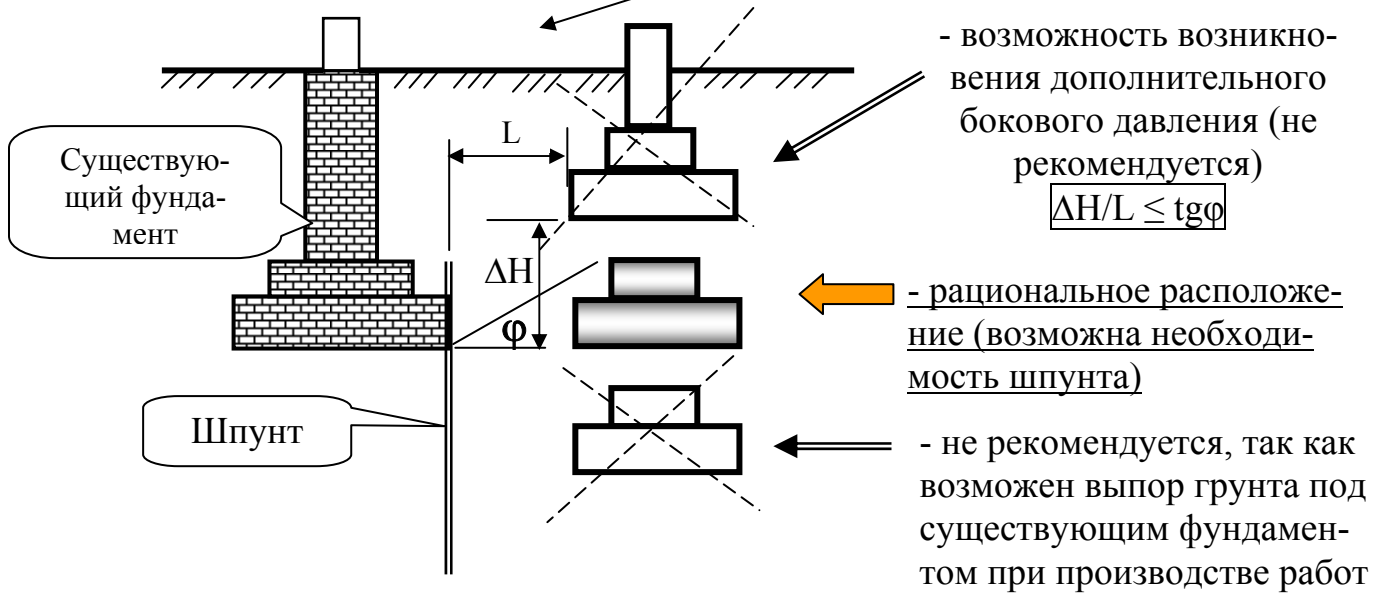 - возможность возникно-
вения дополнительного
бокового давления (не
рекомендуется)
ΔH/L ≤ tgφ
Существую-
щий фунда-
мент
L
ΔH
φ
- рациональное расположе-
ние (возможна необходи-
мость шпунта)
Шпунт
- не рекомендуется, так как
возможен выпор грунта под
существующим фундамен-
том при производстве работ